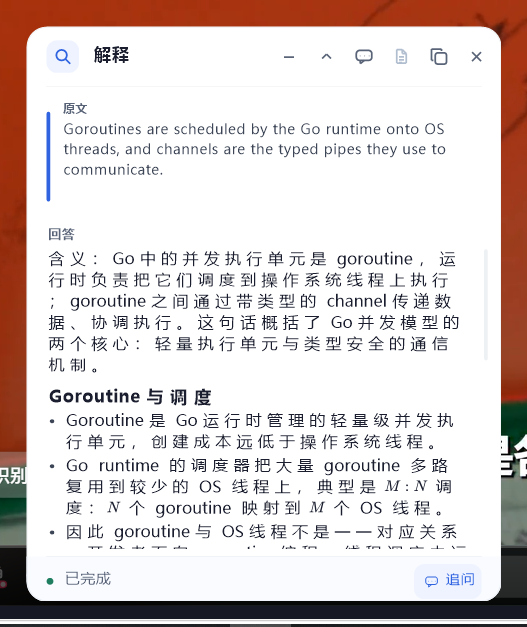 解释
原文
Goroutines are scheduled by the Go runtime onto OS
threads, and channels are the typed pipes they use to
communicate.
回答
含义：Go 中的并发执行单元是 goroutine，运
行时负责把它们调度到操作系统线程上执行
；goroutine 之间通过带类型的 channel 传递数
据、协调执行。这句话概括了 Go 并发模型的
两个核心：轻量执行单元与类型安全的通信
机制。
Goroutine 与调度
• Goroutine 是 Go 运行时管理的轻量级并发执
行单元，创建成本远低于操作系统线程。
• Go runtime 的调度器把大量 goroutine 多路
复用到较少的 OS 线程上，典型是 M:N 调
度：N 个 goroutine 映射到 M 个 OS 线程。
• 因此 goroutine 与 OS 线程不是一一对应关系
识别
已完成
追问